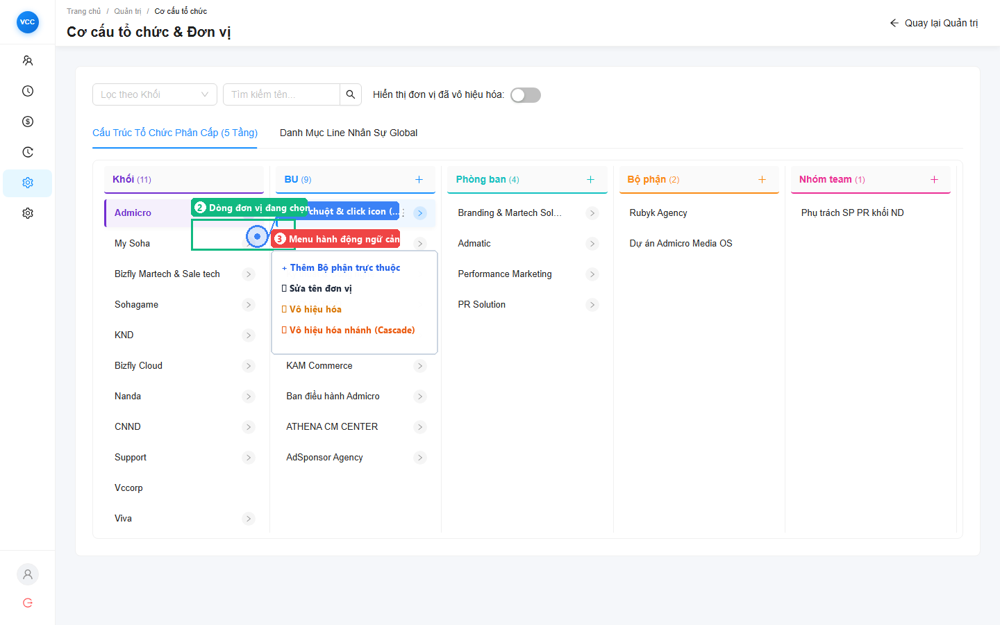 VCC
Trang chủ / Quản trị / Cơ cấu tổ chức
Cơ cấu tổ chức & Đơn vị
Quay lại Quản trị
Lọc theo Khối
Tìm kiếm tên...
Hiển thị đơn vị đã vô hiệu hóa:
Cấu Trúc Tổ Chức Phân Cấp (5 Tầng)
Danh Mục Line Nhân Sự Global
Khối (11)
Admicro
My Soha
Bizfly Martech & Sale tech
Sohagame
KND
Bizfly Cloud
Nanda
CNND
Support
Vccorp
Viva
BU (9)
2 Dòng đơn vị đang chọn
chuột & click icon (...
3 Menu hành động ngữ cản
+ Thêm Bộ phận trực thuộc
Sửa tên đơn vị
Vô hiệu hóa
Vô hiệu hóa nhánh (Cascade)
KAM Commerce
Ban điều hành Admicro
ATHENA CM CENTER
AdSponsor Agency
Phòng ban (4)
Branding & Martech Sol...
Admatic
Performance Marketing
PR Solution
Bộ phận (2)
Rubyk Agency
Dự án Admicro Media OS
Nhóm team (1)
Phụ trách SP PR khối ND